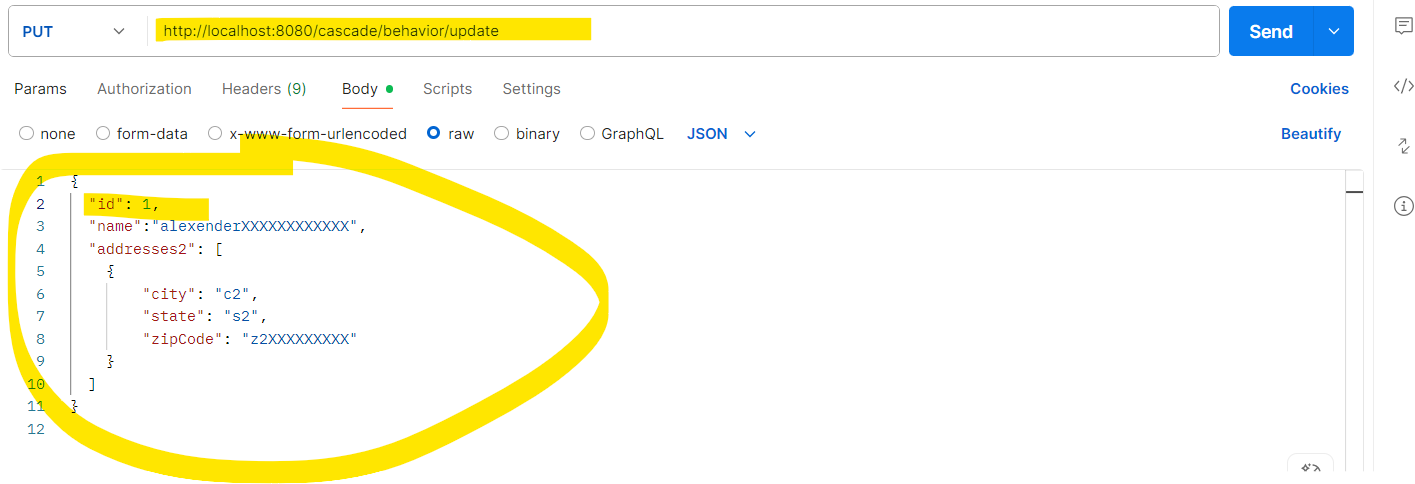 PUT http://localhost:8080/cascade/behavior/update Send
Params Authorization Headers (9) Body Scripts Settings Cookies
none form-data x-www-form-urlencoded raw binary GraphQL JSON Beautify
1 {
2 "id": 1,
3 "name":"alexenderXXXXXXXXXXXX",
4 "addresses2": [
5 {
6 "city": "c2",
7 "state": "s2",
8 "zipCode": "z2XXXXXXXXX"
9 }
10 ]
11 }
12